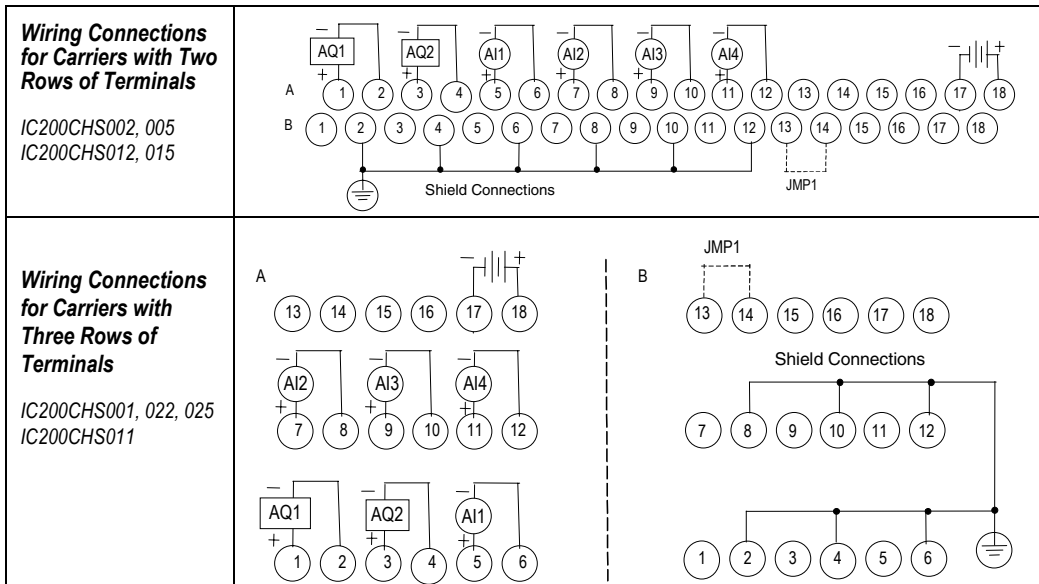 Wiring Connections
for Carriers with Two
Rows of Terminals
IC200CHS002, 005
IC200CHS012, 015
− − − − − −
AQ1 AQ2 AI1 AI2 AI3 AI4 − +
+ + + + + +
A 1 2 3 4 5 6 7 8 9 10 11 12 13 14 15 16 17 18
B 1 2 3 4 5 6 7 8 9 10 11 12 13 14 15 16 17 18
Shield Connections JMP1
Wiring Connections
for Carriers with
Three Rows of
Terminals
IC200CHS001, 022, 025
IC200CHS011
A − +
13 14 15 16 17 18
− − −
AI2 AI3 AI4
+ + +
7 8 9 10 11 12
− − −
AQ1 AQ2 AI1
+ + +
1 2 3 4 5 6
JMP1
B
13 14 15 16 17 18
Shield Connections
7 8 9 10 11 12
1 2 3 4 5 6